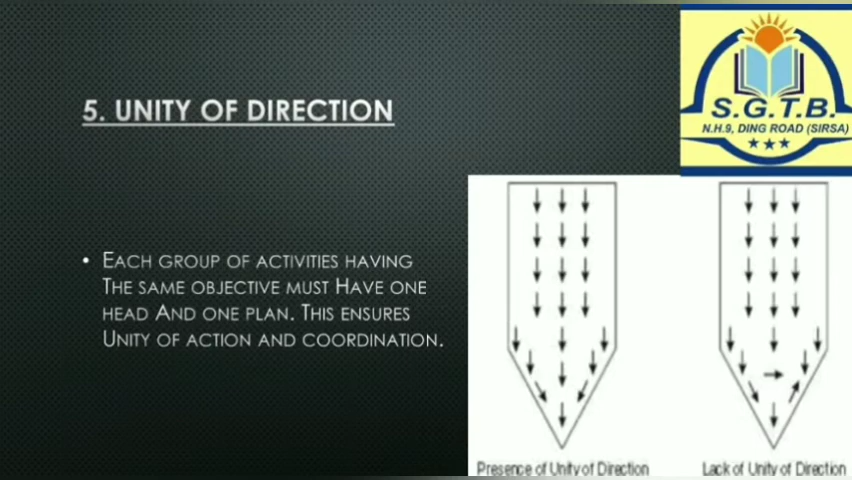 5. UNITY OF DIRECTION
S.G.T.B.
N.H.9, DING ROAD (SIRSA)
• EACH GROUP OF ACTIVITIES HAVING
THE SAME OBJECTIVE MUST HAVE ONE
HEAD AND ONE PLAN. THIS ENSURES
UNITY OF ACTION AND COORDINATION.
Presence of Unity of Direction
Lack of Unity of Direction